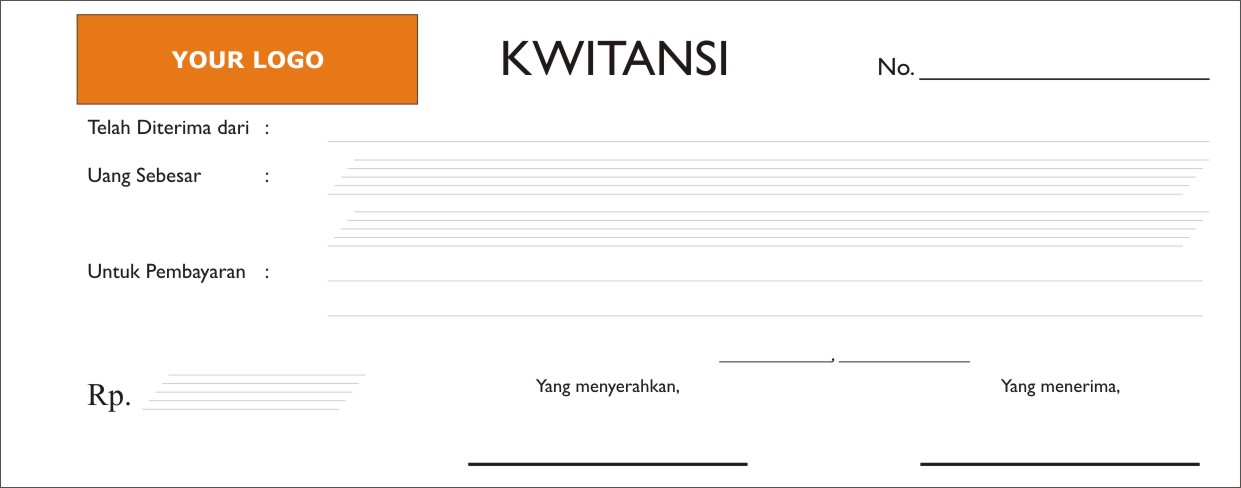 YOUR LOGO
KWITANSI
No.
Telah Diterima dari :
Uang Sebesar :
Untuk Pembayaran :
,
Rp.
Yang menyerahkan,
Yang menerima,